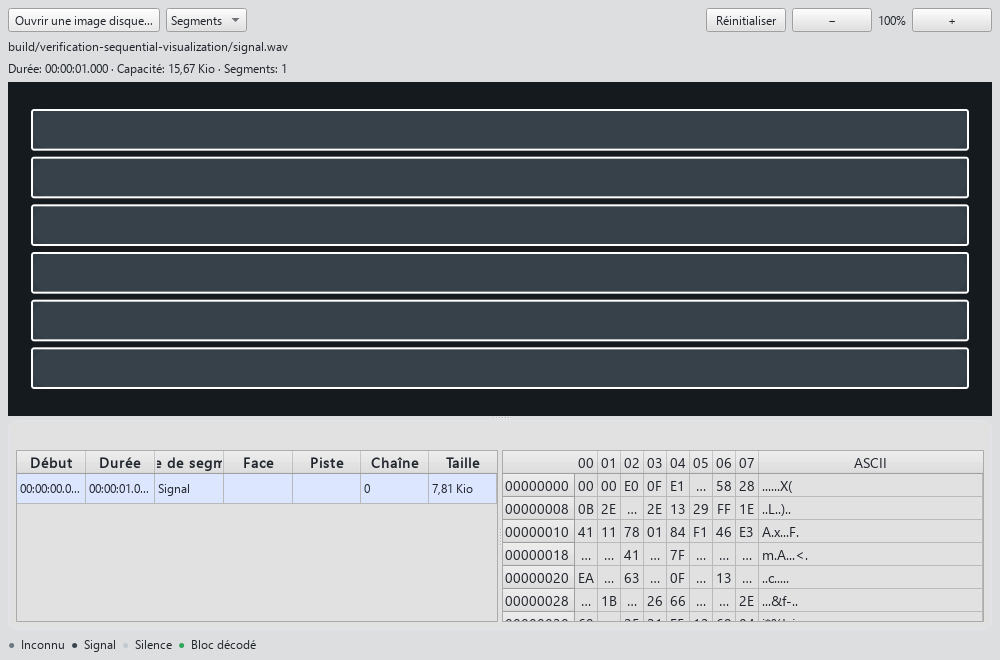 Ouvrir une image disque... Segments Réinitialiser – 100% +
build/verification-sequential-visualization/signal.wav
Durée: 00:00:01.000 · Capacité: 15,67 Kio · Segments: 1
Début Durée e de segm Face Piste Chaîne Taille
00:00:00.0... 00:00:01.0... Signal 0 7,81 Kio
00 01 02 03 04 05 06 07 ASCII
00000000 00 00 E0 0F E1 ... 58 28 ......X(
00000008 0B 2E ... 2E 13 29 FF 1E ..L..)..
00000010 41 11 78 01 84 F1 46 E3 A.x...F.
00000018 ... ... 41 ... 7F ... ... ... m.A...<.
00000020 EA ... 63 ... 0F ... 13 ... ..c.....
00000028 ... 1B ... 26 66 ... ... 2E ...&f-..
Inconnu Signal Silence Bloc décodé